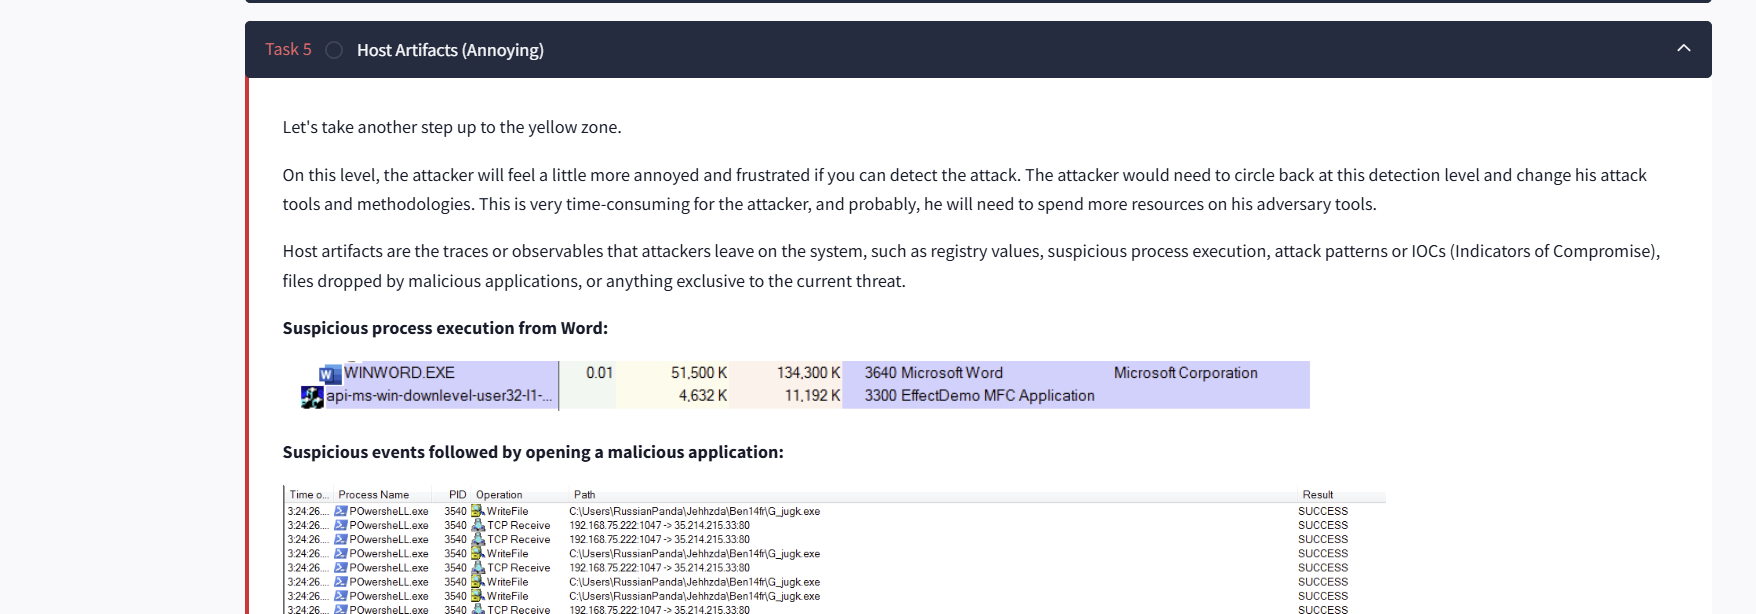 Task 5 Host Artifacts (Annoying)
Let's take another step up to the yellow zone.
On this level, the attacker will feel a little more annoyed and frustrated if you can detect the attack. The attacker would need to circle back at this detection level and change his attack
tools and methodologies. This is very time-consuming for the attacker, and probably, he will need to spend more resources on his adversary tools.
Host artifacts are the traces or observables that attackers leave on the system, such as registry values, suspicious process execution, attack patterns or IOCs (Indicators of Compromise),
files dropped by malicious applications, or anything exclusive to the current threat.
Suspicious process execution from Word:
WINWORD.EXE 0.01 51,500 K 134,300 K 3640 Microsoft Word Microsoft Corporation
api-ms-win-downlevel-user32-l1-... 4,632 K 11,192 K 3300 EffectDemo MFC Application
Suspicious events followed by opening a malicious application:
Time o... Process Name PID Operation Path Result
3:24:26.... POwersheLL.exe 3540 WriteFile C:\Users\RussianPanda\Jehhzda\Ben14fr\G_jugk.exe SUCCESS
3:24:26.... POwersheLL.exe 3540 TCP Receive 192.168.75.222:1047 -> 35.214.215.33:80 SUCCESS
3:24:26.... POwersheLL.exe 3540 TCP Receive 192.168.75.222:1047 -> 35.214.215.33:80 SUCCESS
3:24:26.... POwersheLL.exe 3540 WriteFile C:\Users\RussianPanda\Jehhzda\Ben14fr\G_jugk.exe SUCCESS
3:24:26.... POwersheLL.exe 3540 TCP Receive 192.168.75.222:1047 -> 35.214.215.33:80 SUCCESS
3:24:26.... POwersheLL.exe 3540 WriteFile C:\Users\RussianPanda\Jehhzda\Ben14fr\G_jugk.exe SUCCESS
3:24:26.... POwersheLL.exe 3540 WriteFile C:\Users\RussianPanda\Jehhzda\Ben14fr\G_jugk.exe SUCCESS
3:24:26.... POwersheLL.exe 3540 TCP Receive 192.168.75.222:1047 -> 35.214.215.33:80 SUCCESS